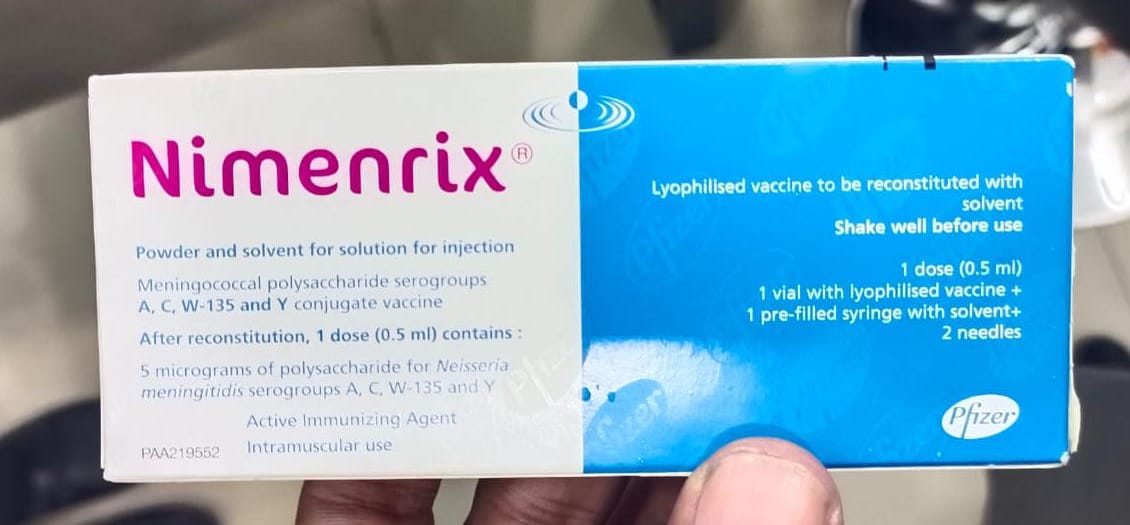 Nimenrix®
Powder and solvent for solution for injection
Meningococcal polysaccharide serogroups
A, C, W-135 and Y conjugate vaccine
After reconstitution, 1 dose (0.5 ml) contains :
5 micrograms of polysaccharide for Neisseria
meningitidis serogroups A, C, W-135 and Y
Active Immunizing Agent
PAA219552
Intramuscular use
Lyophilised vaccine to be reconstituted with
solvent
Shake well before use
1 dose (0.5 ml)
1 vial with lyophilised vaccine +
1 pre-filled syringe with solvent+
2 needles
Pfizer